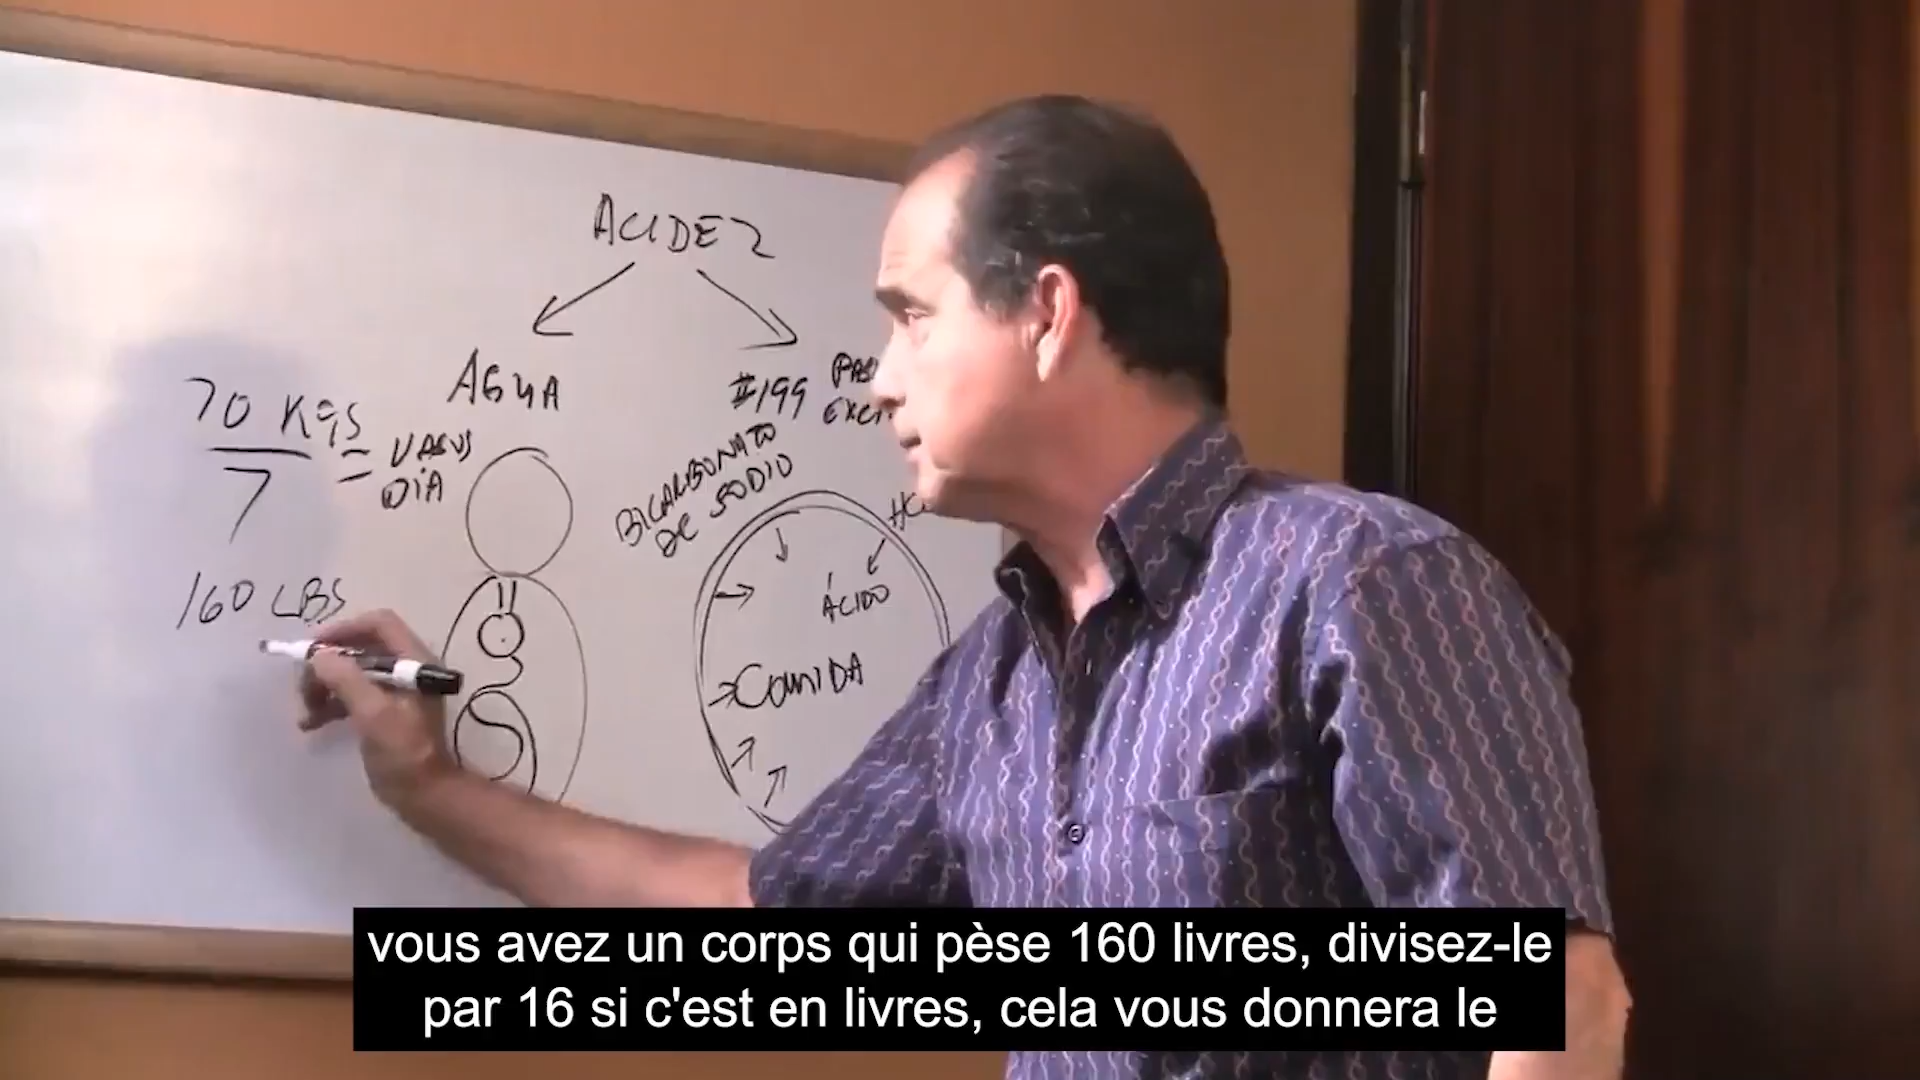 ACIDEZ
AGUA
#199
BICARBONATO
DE SODIO
70 KGS
7
=
VASOS
DIA
160 LBS
ÁCIDO
COMIDA
vous avez un corps qui pèse 160 livres, divisez-le
par 16 si c'est en livres, cela vous donnera le